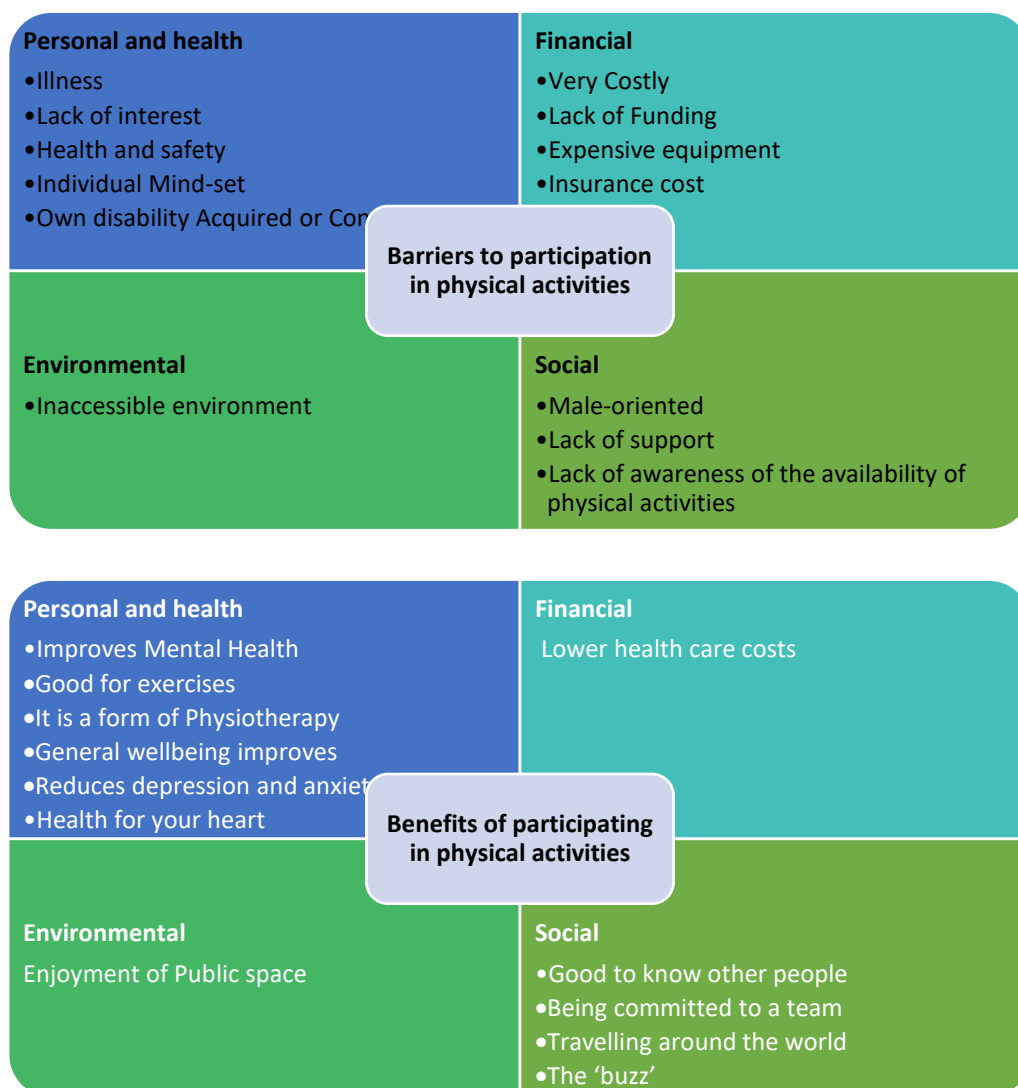 Personal and health
•Illness
•Lack of interest
•Health and safety
•Individual Mind-set
•Own disability Acquired or
Financial
•Very Costly
•Lack of Funding
•Expensive equipment
•Insurance cost
Barriers to participation
in physical activities
Environmental
•Inaccessible environment
Social
•Male-oriented
•Lack of support
•Lack of awareness of the availability of
physical activities
Personal and health
•Improves Mental Health
•Good for exercises
•It is a form of Physiotherapy
•General wellbeing improves
•Reduces depression and
•Health for your heart
Financial
Lower health care costs
Benefits of participating
in physical activities
Environmental
Enjoyment of Public space
Social
•Good to know other people
•Being committed to a team
•Travelling around the world
•The ‘buzz’